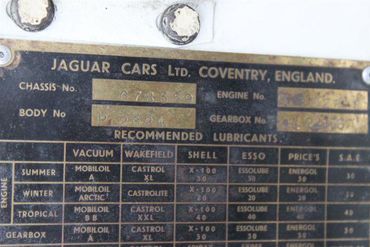 JAGUAR CARS LTD. COVENTRY, ENGLAND.
CHASSIS No. ENGINE No.
BODY No GEARBOX No.
RECOMMENDED LUBRICANTS.
VACUUM WAKEFIELD SHELL ESSO PRICE'S S.A.E
ENGINE
SUMMER MOBILOIL A CASTROL XL X-100 30 ESSOLUBE 30 ENERGOL 30 30
WINTER MOBILOIL ARCTIC CASTROLITE X-100 20 ESSOLUBE 20 ENERGOL 20 20
TROPICAL MOBILOIL BB CASTROL XXL X-100 40 ESSOLUBE 40 ENERGOL 40 40
GEARBOX MOBILOIL A CASTROL XL X-100 30 ESSOLUBE 30 ENERGOL 30 30